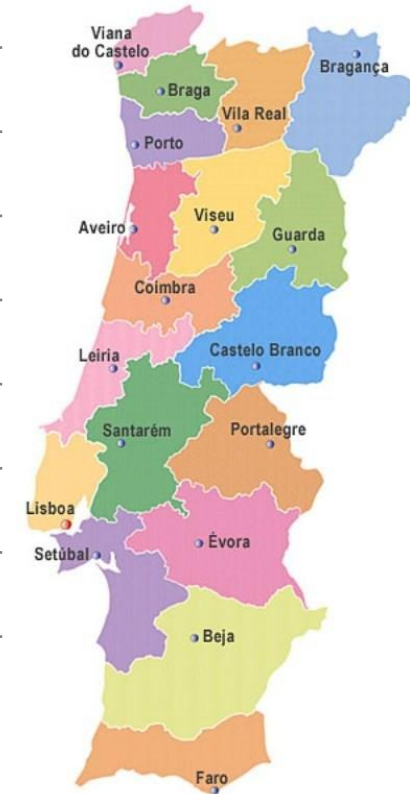 Viana
do Castelo
Bragança
Braga
Vila Real
Porto
Viseu
Aveiro
Guarda
Coimbra
Leiria
Castelo Branco
Santarém
Portalegre
Lisboa
Évora
Setúbal
Beja
Faro